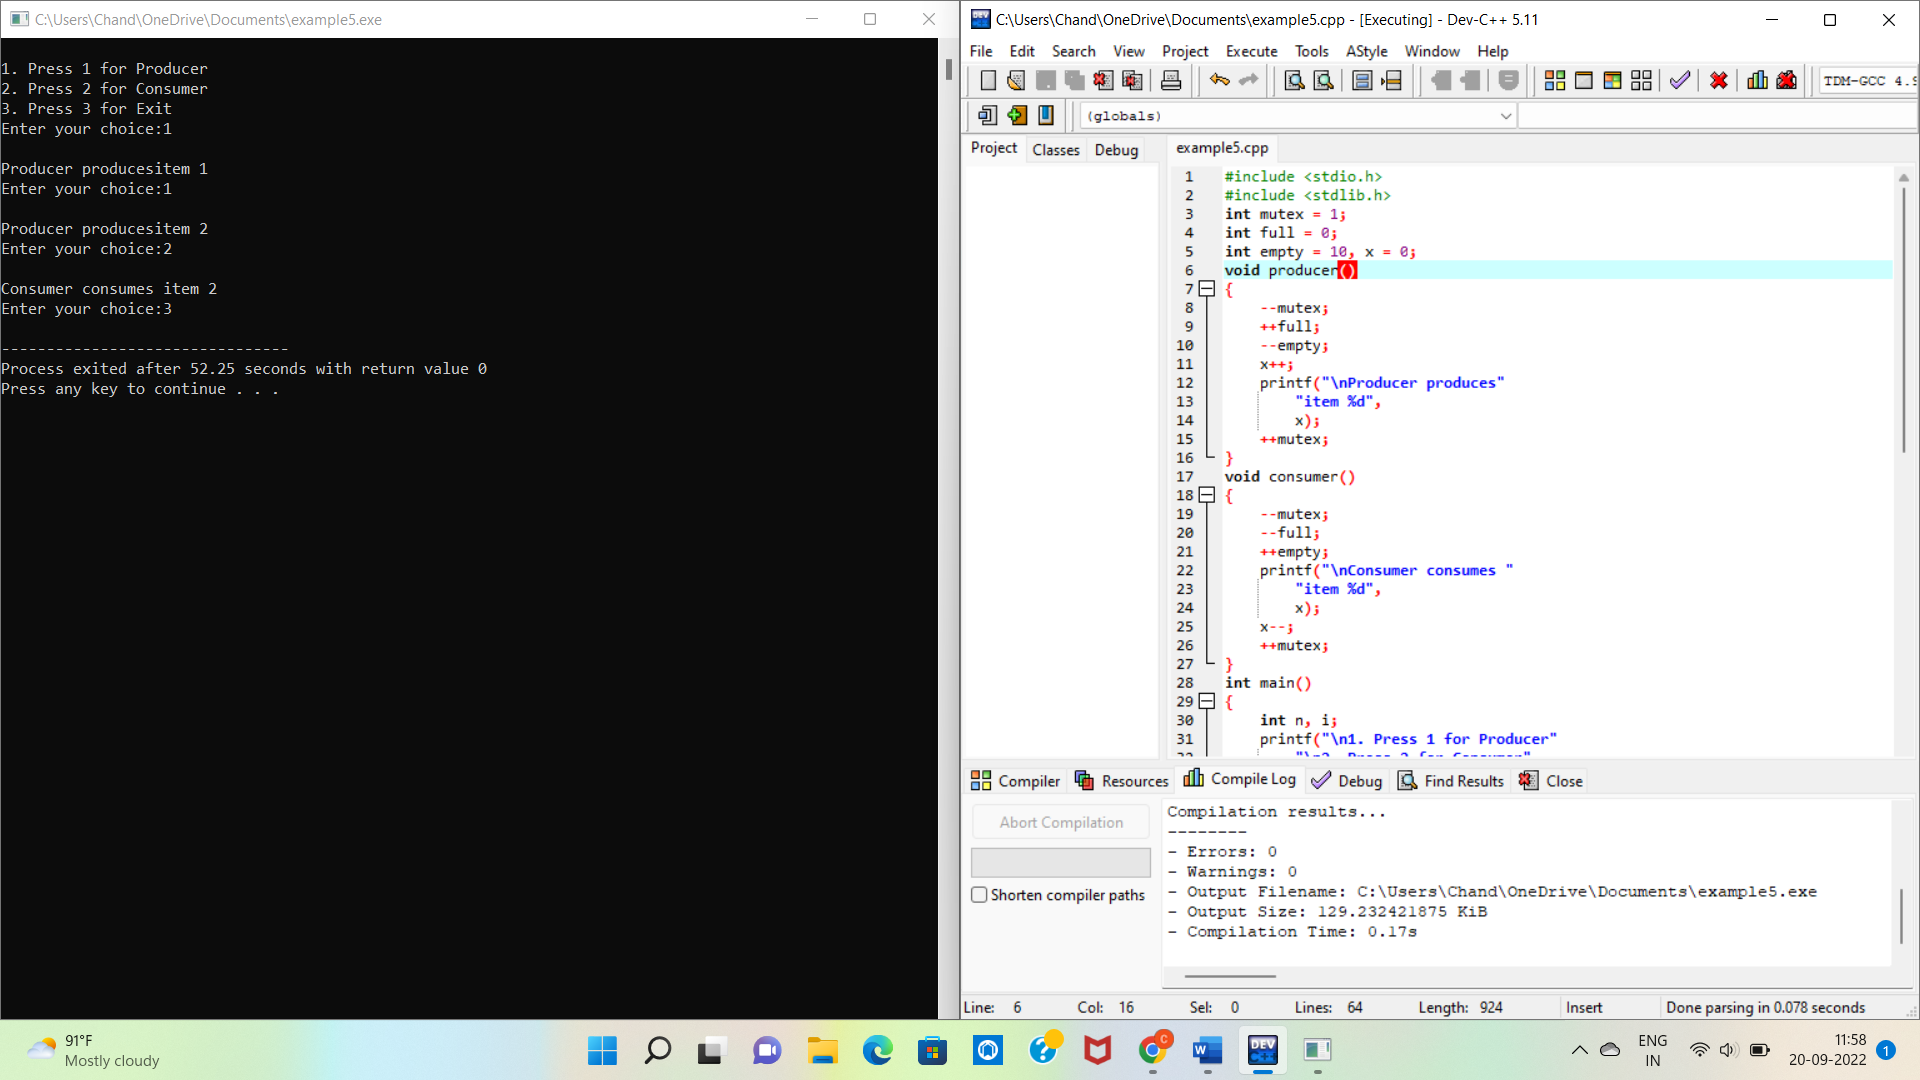 C:\Users\Chand\OneDrive\Documents\example5.exe
1. Press 1 for Producer
2. Press 2 for Consumer
3. Press 3 for Exit
Enter your choice:1
Producer producesitem 1
Enter your choice:1
Producer producesitem 2
Enter your choice:2
Consumer consumes item 2
Enter your choice:3
--------------------------------
Process exited after 52.25 seconds with return value 0
Press any key to continue . . .
C:\Users\Chand\OneDrive\Documents\example5.cpp - [Executing] - Dev-C++ 5.11
File Edit Search View Project Execute Tools AStyle Window Help
TDM-GCC 4.9
(globals)
Project Classes Debug
example5.cpp
1 #include <stdio.h>
2 #include <stdlib.h>
3 int mutex = 1;
4 int full = 0;
5 int empty = 10, x = 0;
6 void producer()
7 {
8 --mutex;
9 ++full;
10 --empty;
11 x++;
12 printf("\nProducer produces"
13 "item %d",
14 x);
15 ++mutex;
16 }
17 void consumer()
18 {
19 --mutex;
20 --full;
21 ++empty;
22 printf("\nConsumer consumes "
23 "item %d",
24 x);
25 x--;
26 ++mutex;
27 }
28 int main()
29 {
30 int n, i;
31 printf("\n1. Press 1 for Producer"
32 "\n2. Press 2 for Consumer"
Compiler Resources Compile Log Debug Find Results Close
Abort Compilation
Shorten compiler paths
Compilation results...
--------
- Errors: 0
- Warnings: 0
- Output Filename: C:\Users\Chand\OneDrive\Documents\example5.exe
- Output Size: 129.232421875 KiB
- Compilation Time: 0.17s
Line: 6 Col: 16 Sel: 0 Lines: 64 Length: 924 Insert Done parsing in 0.078 seconds
91°F
Mostly cloudy
DEV
C++
ENG
IN
11:58
20-09-2022
1